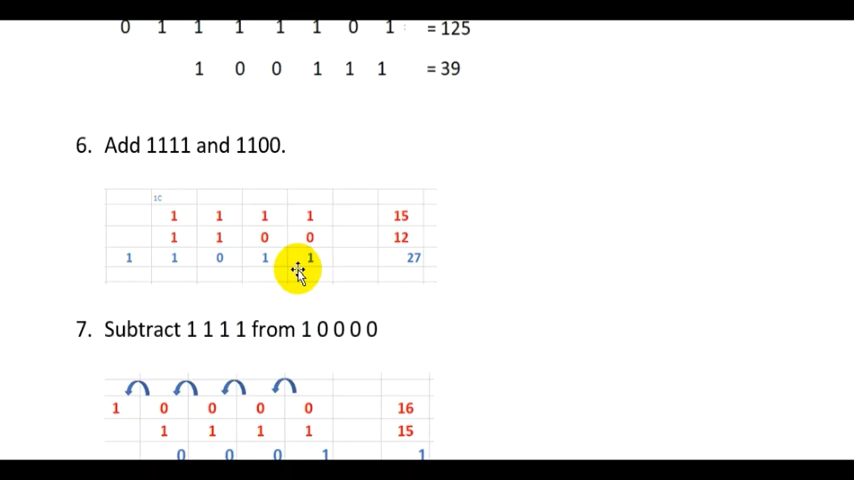 0 1 1 1 1 1 0 1 = 125
1 0 0 1 1 1 = 39
6. Add 1111 and 1100.
1C
1 1 1 1 15
1 1 0 0 12
1 1 0 1 1 27
7. Subtract 1 1 1 1 from 1 0 0 0 0
1 0 0 0 0 16
1 1 1 1 15
0 0 0 1 1